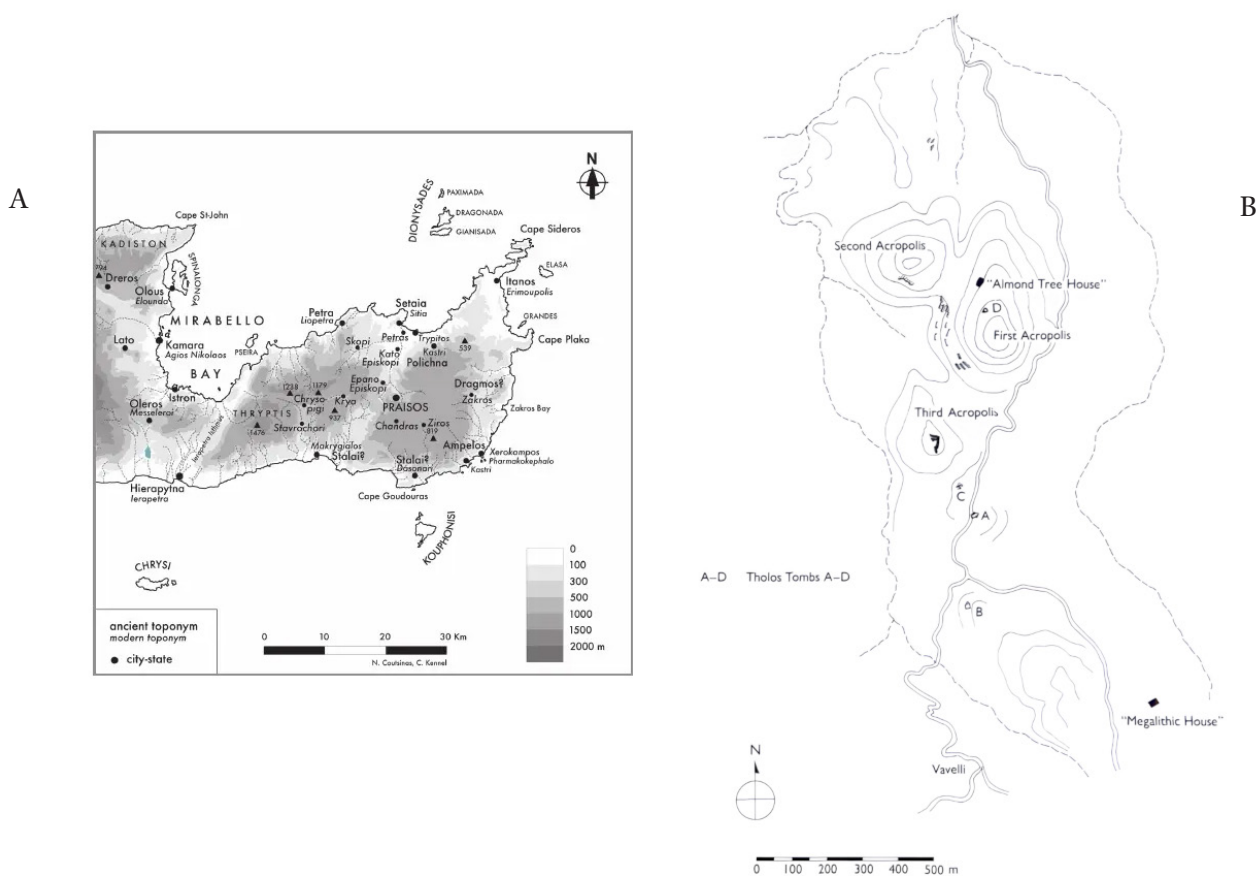 A
B
N
Cape St-John
KADISTON
794
Dreros
Olous
Elounda
SPINALONGA
MIRABELLO
BAY
Lato
Kamara
Agios Nikolaos
PSEIRA
Istron
Oleros
Messeleroi
Ierapetra Isthmus
Hierapytna
Ierapetra
CHRYSI
DIONYSADES
PAXIMADA
DRAGONADA
GIANISADA
Cape Sideros
ELASA
Itanos
Erimoupolis
GRANDES
Cape Plaka
Petra
Liopetra
Setaia
Sitia
Skopi
Petras
Trypitos
Kastri
Kato
Episkopi
Polichna
539
Epano
Episkopi
Dragmos?
Zakros
Zakros Bay
1238
1179
Chryso-
pigi
Krya
937
PRAISOS
THRYPTIS
1476
Stavrochori
Chandras
Ziros
819
Ampelos
Xerokampos
Pharmakokephalo
Kastri
Makrygialos
Stalai?
Stalai?
Dasonari
Cape Goudouras
KOUPHONISI
0
100
300
500
1000
1500
2000 m
ancient toponym
modern toponym
city-state
0 10 20 30 Km
N. Coutsinas, C. Kennel
Second Acropolis
"Almond Tree House"
D
First Acropolis
Third Acropolis
C
A
A–D Tholos Tombs A–D
B
"Megalithic House"
N
Vavelli
0 100 200 300 400 500 m